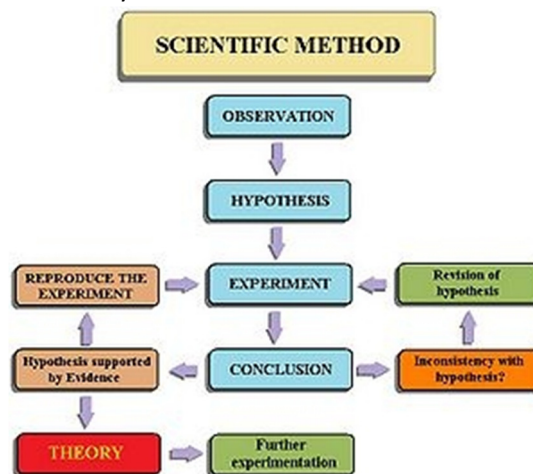 SCIENTIFIC METHOD
OBSERVATION
HYPOTHESIS
REPRODUCE THE
EXPERIMENT
EXPERIMENT
Revision of
hypothesis
Hypothesis supported
by Evidence
CONCLUSION
Inconsistency with
hypothesis?
THEORY
Further
experimentation